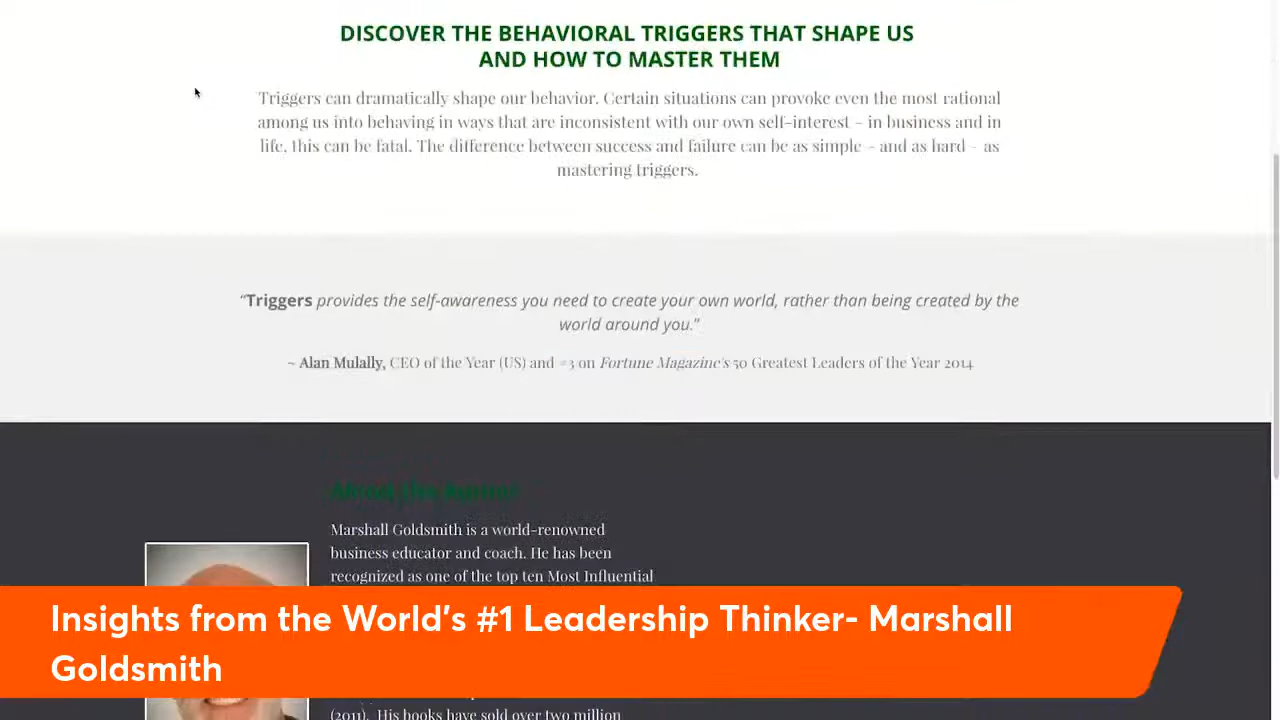 DISCOVER THE BEHAVIORAL TRIGGERS THAT SHAPE US
AND HOW TO MASTER THEM
Triggers can dramatically shape our behavior. Certain situations can provoke even the most rational
among us into behaving in ways that are inconsistent with our own self-interest – in business and in
life, this can be fatal. The difference between success and failure can be as simple – and as hard – as
mastering triggers.
“Triggers provides the self-awareness you need to create your own world, rather than being created by the
world around you.”
~ Alan Mulally, CEO of the Year (US) and #3 on Fortune Magazine's 50 Greatest Leaders of the Year 2014
About the Author
Marshall Goldsmith is a world-renowned
business educator and coach. He has been
recognized as one of the top ten Most Influential
Insights from the World's #1 Leadership Thinker- Marshall
Goldsmith
(2011). His books have sold over two million